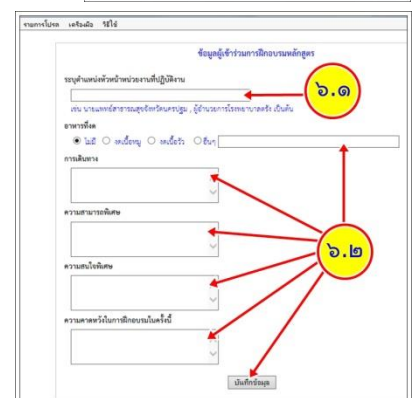 รายการโปรด เครื่องมือ วิธีใช้
ข้อมูลผู้เข้าร่วมการฝึกอบรมหลักสูตร
ระบุตำแหน่งหัวหน้าหน่วยงานที่ปฏิบัติงาน
๖.๑
เช่น นายแพทย์สาธารณสุขจังหวัดนครปฐม , ผู้อำนวยการโรงพยาบาลตรัง เป็นต้น
อาหารที่งด
ไม่มี งดเนื้อหมู งดเนื้อวัว อื่นๆ
การเดินทาง
ความสามารถพิเศษ
๖.๒
ความสนใจพิเศษ
ความคาดหวังในการฝึกอบรมในครั้งนี้
บันทึกข้อมูล